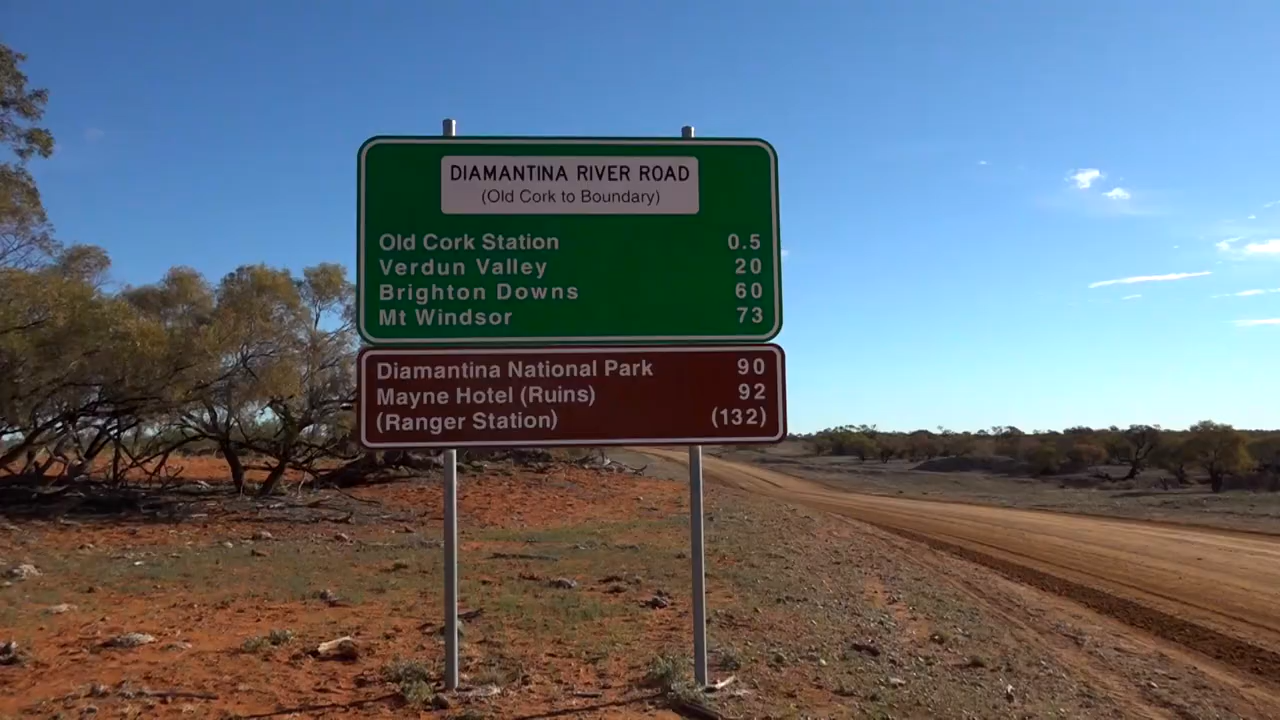 DIAMANTINA RIVER ROAD
(Old Cork to Boundary)
Old Cork Station 0.5
Verdun Valley 20
Brighton Downs 60
Mt Windsor 73
Diamantina National Park 90
Mayne Hotel (Ruins) 92
(Ranger Station) (132)